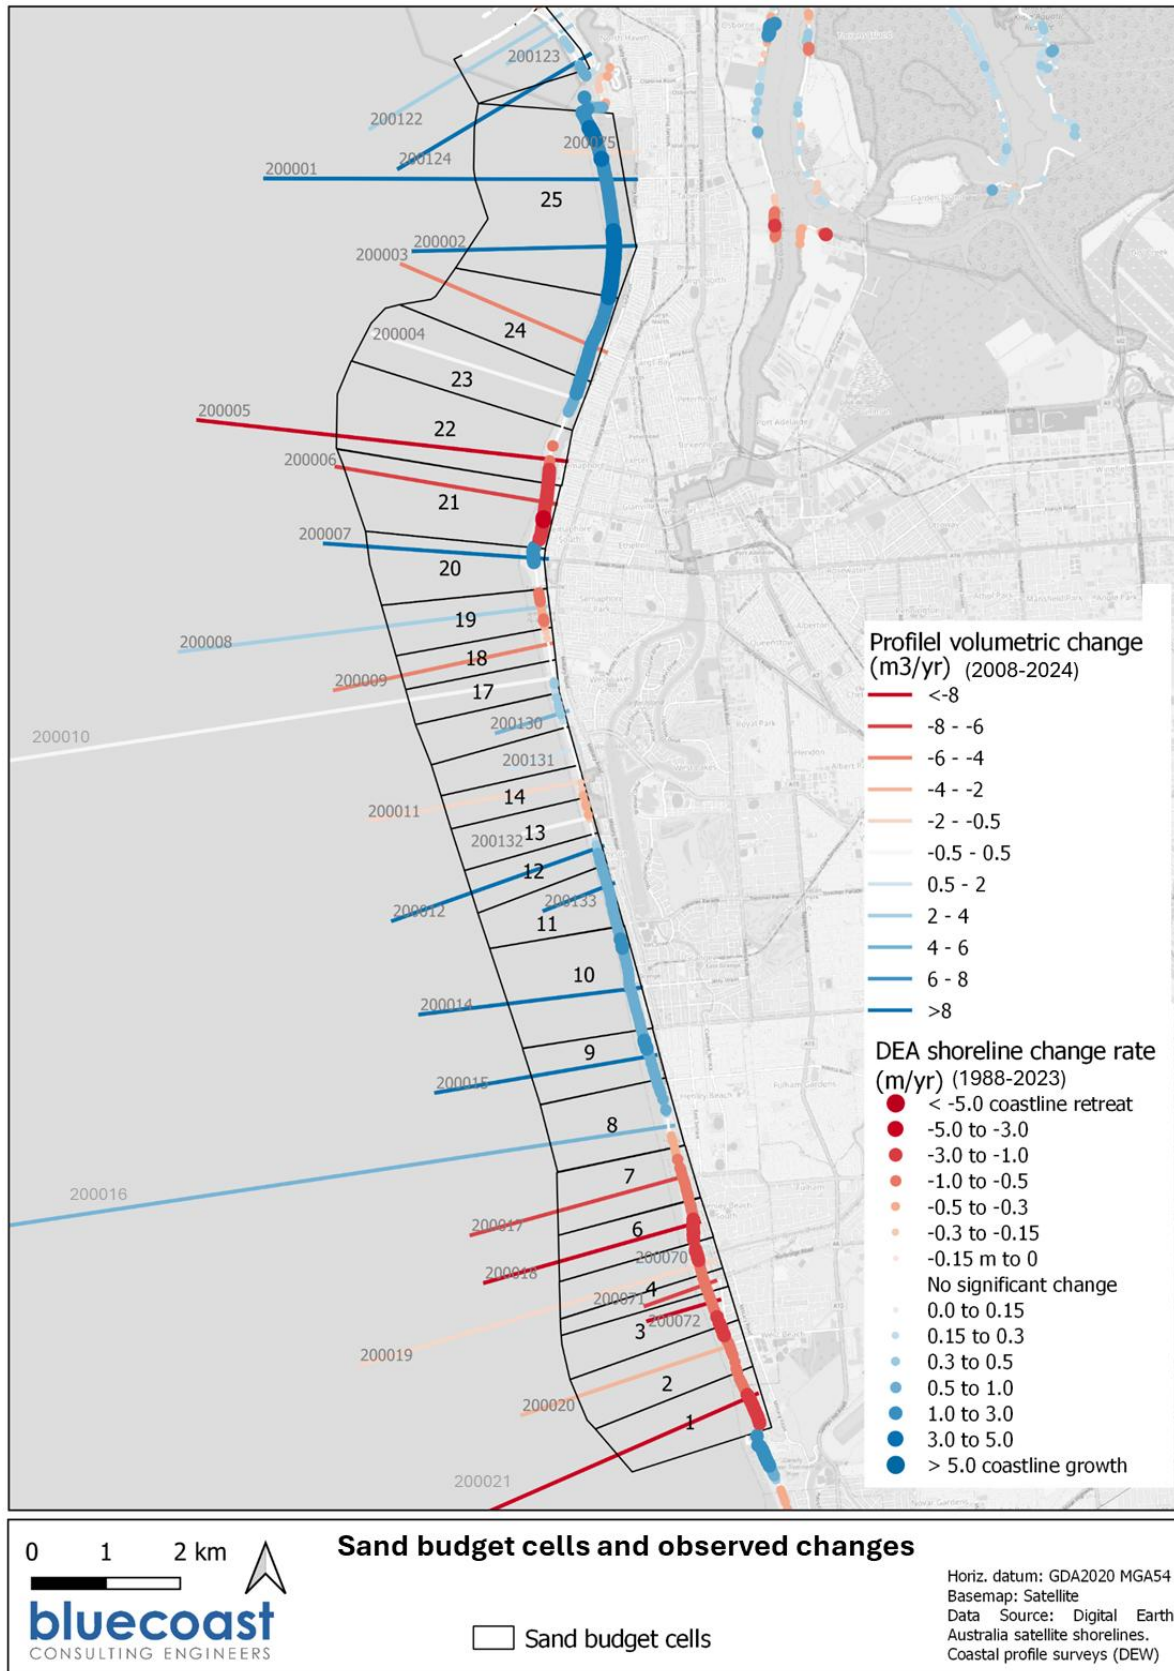 200123
200122
200124
200075
200001
25
200002
200003
24
200004
23
200005
22
200006
21
200007
20
19
200008
18
200009
17
200130
200010
200131
14
200011
13
200132
12
200133
200012
11
10
200014
9
200015
8
200016
7
6
200017
200070
200018
4
200071
200072
3
200019
2
200020
1
200021
Port Adelaide
Royal Park
Fulham Gardens
Profilel volumetric change
(m3/yr) (2008-2024)
<-8
-8 - -6
-6 - -4
-4 - -2
-2 - -0.5
-0.5 - 0.5
0.5 - 2
2 - 4
4 - 6
6 - 8
>8
DEA shoreline change rate
(m/yr) (1988-2023)
< -5.0 coastline retreat
-5.0 to -3.0
-3.0 to -1.0
-1.0 to -0.5
-0.5 to -0.3
-0.3 to -0.15
-0.15 m to 0
No significant change
0.0 to 0.15
0.15 to 0.3
0.3 to 0.5
0.5 to 1.0
1.0 to 3.0
3.0 to 5.0
> 5.0 coastline growth
0 1 2 km
bluecoast
CONSULTING ENGINEERS
Sand budget cells and observed changes
Sand budget cells
Horiz. datum: GDA2020 MGA54
Basemap: Satellite
Data Source: Digital Earth
Australia satellite shorelines.
Coastal profile surveys (DEW)